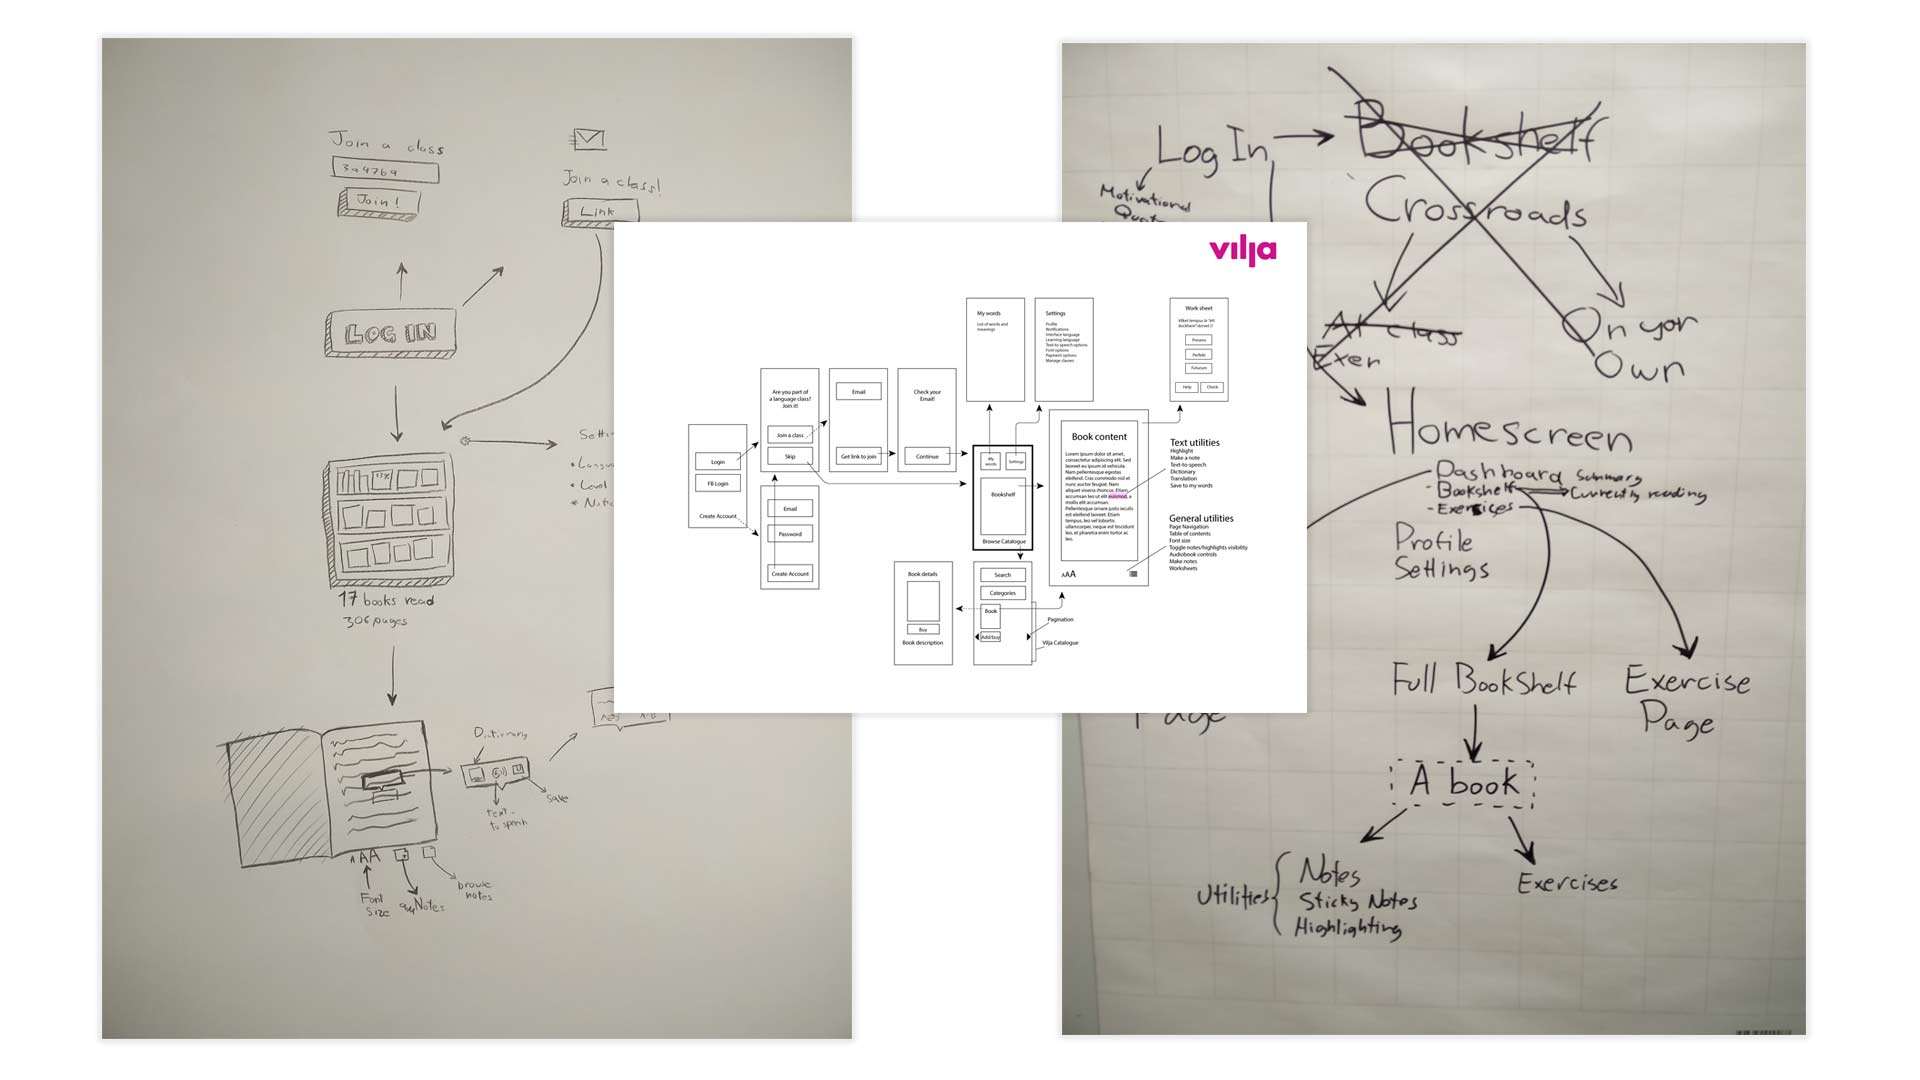 Join a class
3a47b9
Join!
Join a class!
Link
LOG IN
17 books read
306 pages
Dictionary
text-
to speech
Save
AAA
Font
Size
Notes
browse
notes
vilja
Login
FB Login
Create Account
Are you part of
a language class?
Join it!
Join a class
Skip
Email
Password
Create Account
Email
Get link to join
Check your
Email!
Continue
My words
List of words and
meanings
Settings
Profile
Notifications
Interface language
Learning language
Text-to-speech options
Font options
Payment options
Manage classes
My
words
Settings
Bookshelf
Browse Catalogue
Book content
Lorem ipsum dolor sit amet,
consectetur adipiscing elit. Sed
laoreet eu ipsum id vehicula.
Nam pellentesque egestas
eleifend. Cras commodo nisl et
nunc auctor feugiat. Nam
aliquet viverra rhoncus. Etiam
accumsan leo ut elit euismod, a
mollis elit accumsan.
Pellentesque ornare justo iaculis
est eleifend laoreet. Etiam
tempus, leo vel lobortis
ullamcorper, neque est tincidunt
leo, et pharetra enim tortor ac
leo.
AAA
Work sheet
Presens
Perfekt
Futurum
Help
Check
Text utilities
Highlight
Make a note
Text-to-speech
Dictionary
Translation
Save to my words
General utilities
Page Navigation
Table of contents
Font size
Toggle notes/highlights visibility
Audiobook controls
Make notes
Worksheets
Book details
Buy
Book description
Search
Categories
Book
Add/buy
Pagination
Vilja Catalogue
Log In
Motivational
Bookshelf
Crossroads
At class
Exer
On yor
Own
Homescreen
Dashboard Summary
- Bookshelf Currently reading
- Exercises
Profile
Settings
Full BookShelf
Exercise
Page
Page
A book
Utilities
Notes
Sticky Notes
Highlighting
Exercises